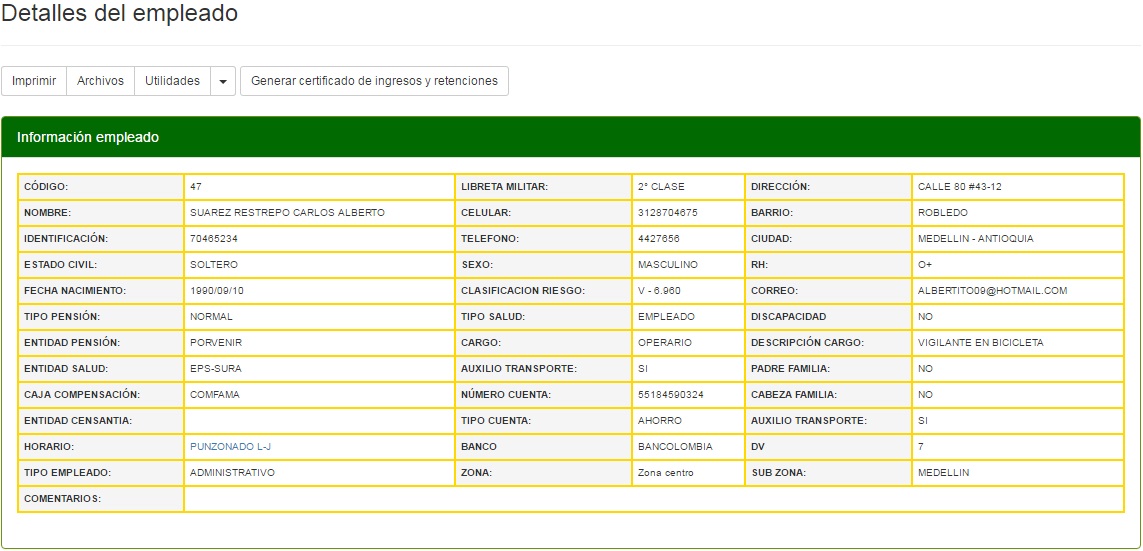 Detalles del empleado
Imprimir Archivos Utilidades Generar certificado de ingresos y retenciones
Información empleado
CÓDIGO: 47 LIBRETA MILITAR: 2° CLASE DIRECCIÓN: CALLE 80 #43-12
NOMBRE: SUAREZ RESTREPO CARLOS ALBERTO CELULAR: 3128704675 BARRIO: ROBLEDO
IDENTIFICACIÓN: 70465234 TELEFONO: 4427656 CIUDAD: MEDELLIN - ANTIOQUIA
ESTADO CIVIL: SOLTERO SEXO: MASCULINO RH: O+
FECHA NACIMIENTO: 1990/09/10 CLASIFICACION RIESGO: V - 6.960 CORREO: ALBERTITO09@HOTMAIL.COM
TIPO PENSIÓN: NORMAL TIPO SALUD: EMPLEADO DISCAPACIDAD NO
ENTIDAD PENSIÓN: PORVENIR CARGO: OPERARIO DESCRIPCIÓN CARGO: VIGILANTE EN BICICLETA
ENTIDAD SALUD: EPS-SURA AUXILIO TRANSPORTE: SI PADRE FAMILIA: NO
CAJA COMPENSACIÓN: COMFAMA NÚMERO CUENTA: 55184590324 CABEZA FAMILIA: NO
ENTIDAD CENSANTIA: TIPO CUENTA: AHORRO AUXILIO TRANSPORTE: SI
HORARIO: PUNZONADO L-J BANCO BANCOLOMBIA DV 7
TIPO EMPLEADO: ADMINISTRATIVO ZONA: Zona centro SUB ZONA: MEDELLIN
COMENTARIOS: